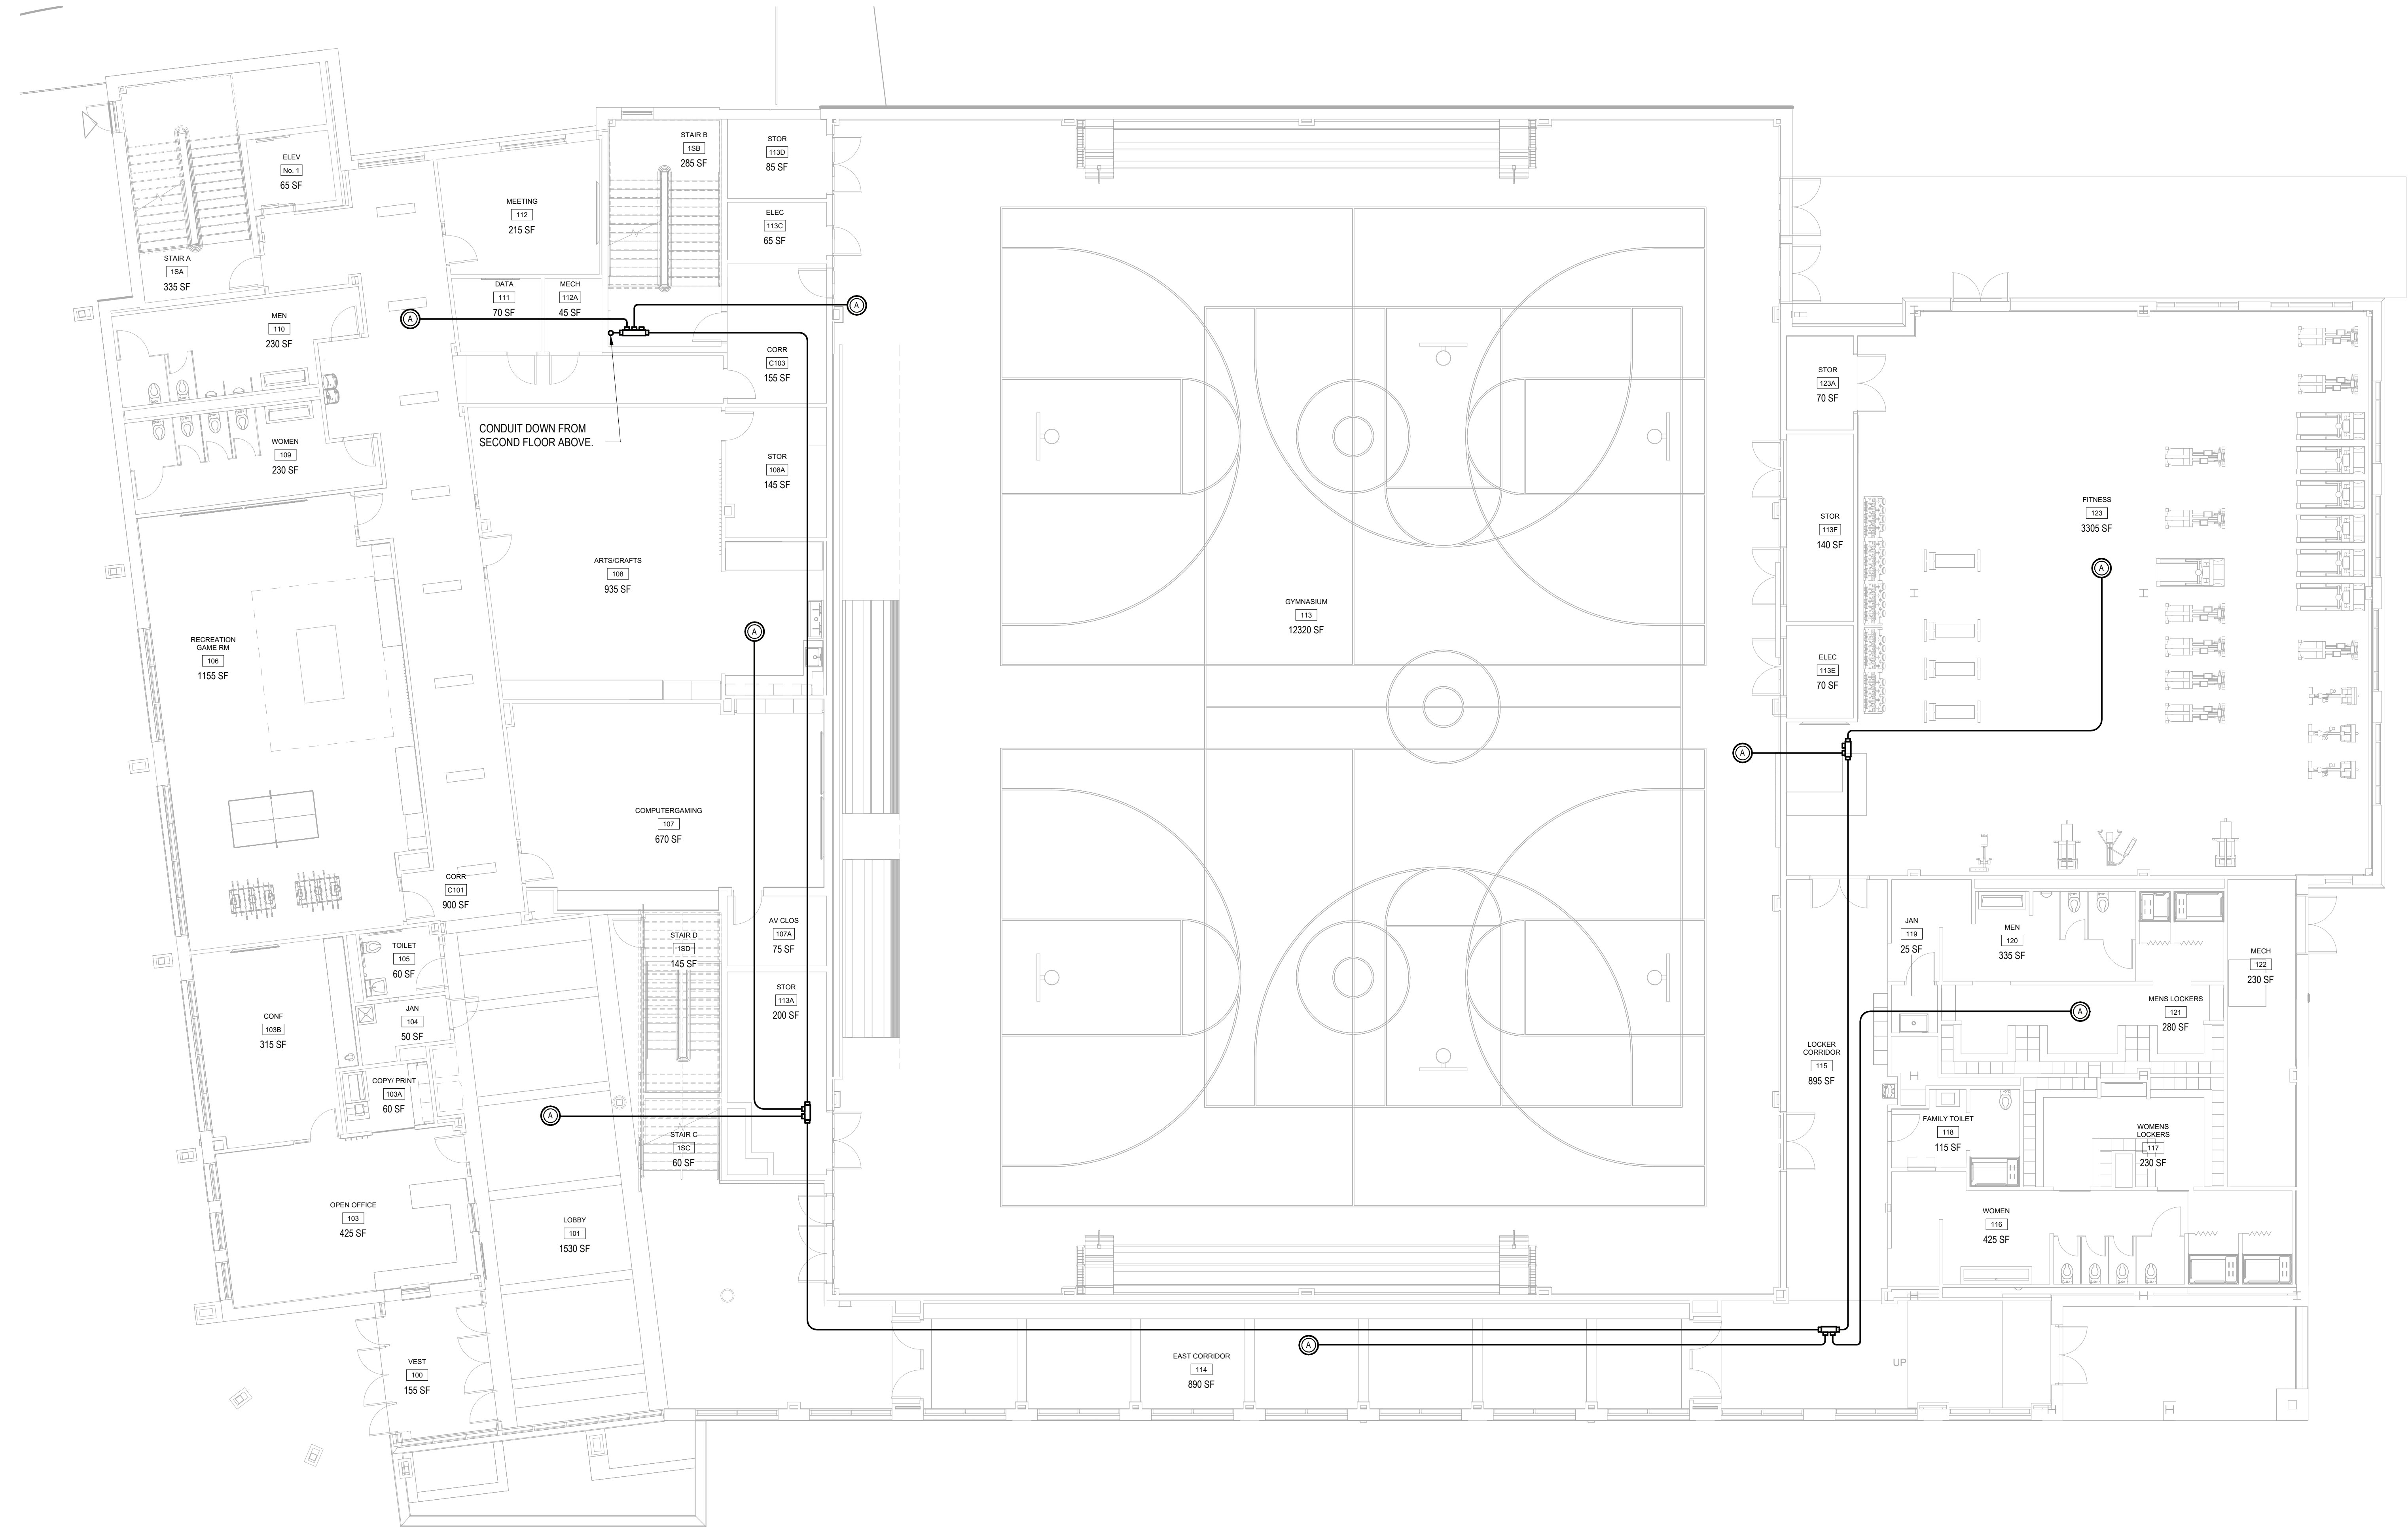 STAIR B
1SB
285 SF
STOR
113D
85 SF
ELEV
No. 1
65 SF
MEETING
112
215 SF
ELEC
113C
65 SF
STAIR A
1SA
335 SF
DATA
111
70 SF
MECH
112A
45 SF
A
A
MEN
110
230 SF
CORR
C103
155 SF
STOR
123A
70 SF
CONDUIT DOWN FROM
SECOND FLOOR ABOVE.
WOMEN
109
230 SF
STOR
108A
145 SF
FITNESS
123
3305 SF
STOR
113F
140 SF
ARTS/CRAFTS
108
935 SF
A
GYMNASIUM
113
12320 SF
A
RECREATION
GAME RM
106
1155 SF
ELEC
113E
70 SF
A
COMPUTERGAMING
107
670 SF
CORR
C101
900 SF
AV CLOS
107A
75 SF
STAIR D
1SD
145 SF
JAN
119
25 SF
MEN
120
335 SF
MECH
122
230 SF
TOILET
105
60 SF
STOR
113A
200 SF
MENS LOCKERS
121
280 SF
A
CONF
103B
315 SF
JAN
104
50 SF
LOCKER
CORRIDOR
115
895 SF
COPY/ PRINT
103A
60 SF
A
STAIR C
1SC
60 SF
FAMILY TOILET
118
115 SF
WOMENS
LOCKERS
117
230 SF
OPEN OFFICE
103
425 SF
LOBBY
101
1530 SF
WOMEN
116
425 SF
A
VEST
100
155 SF
EAST CORRIDOR
114
890 SF
UP